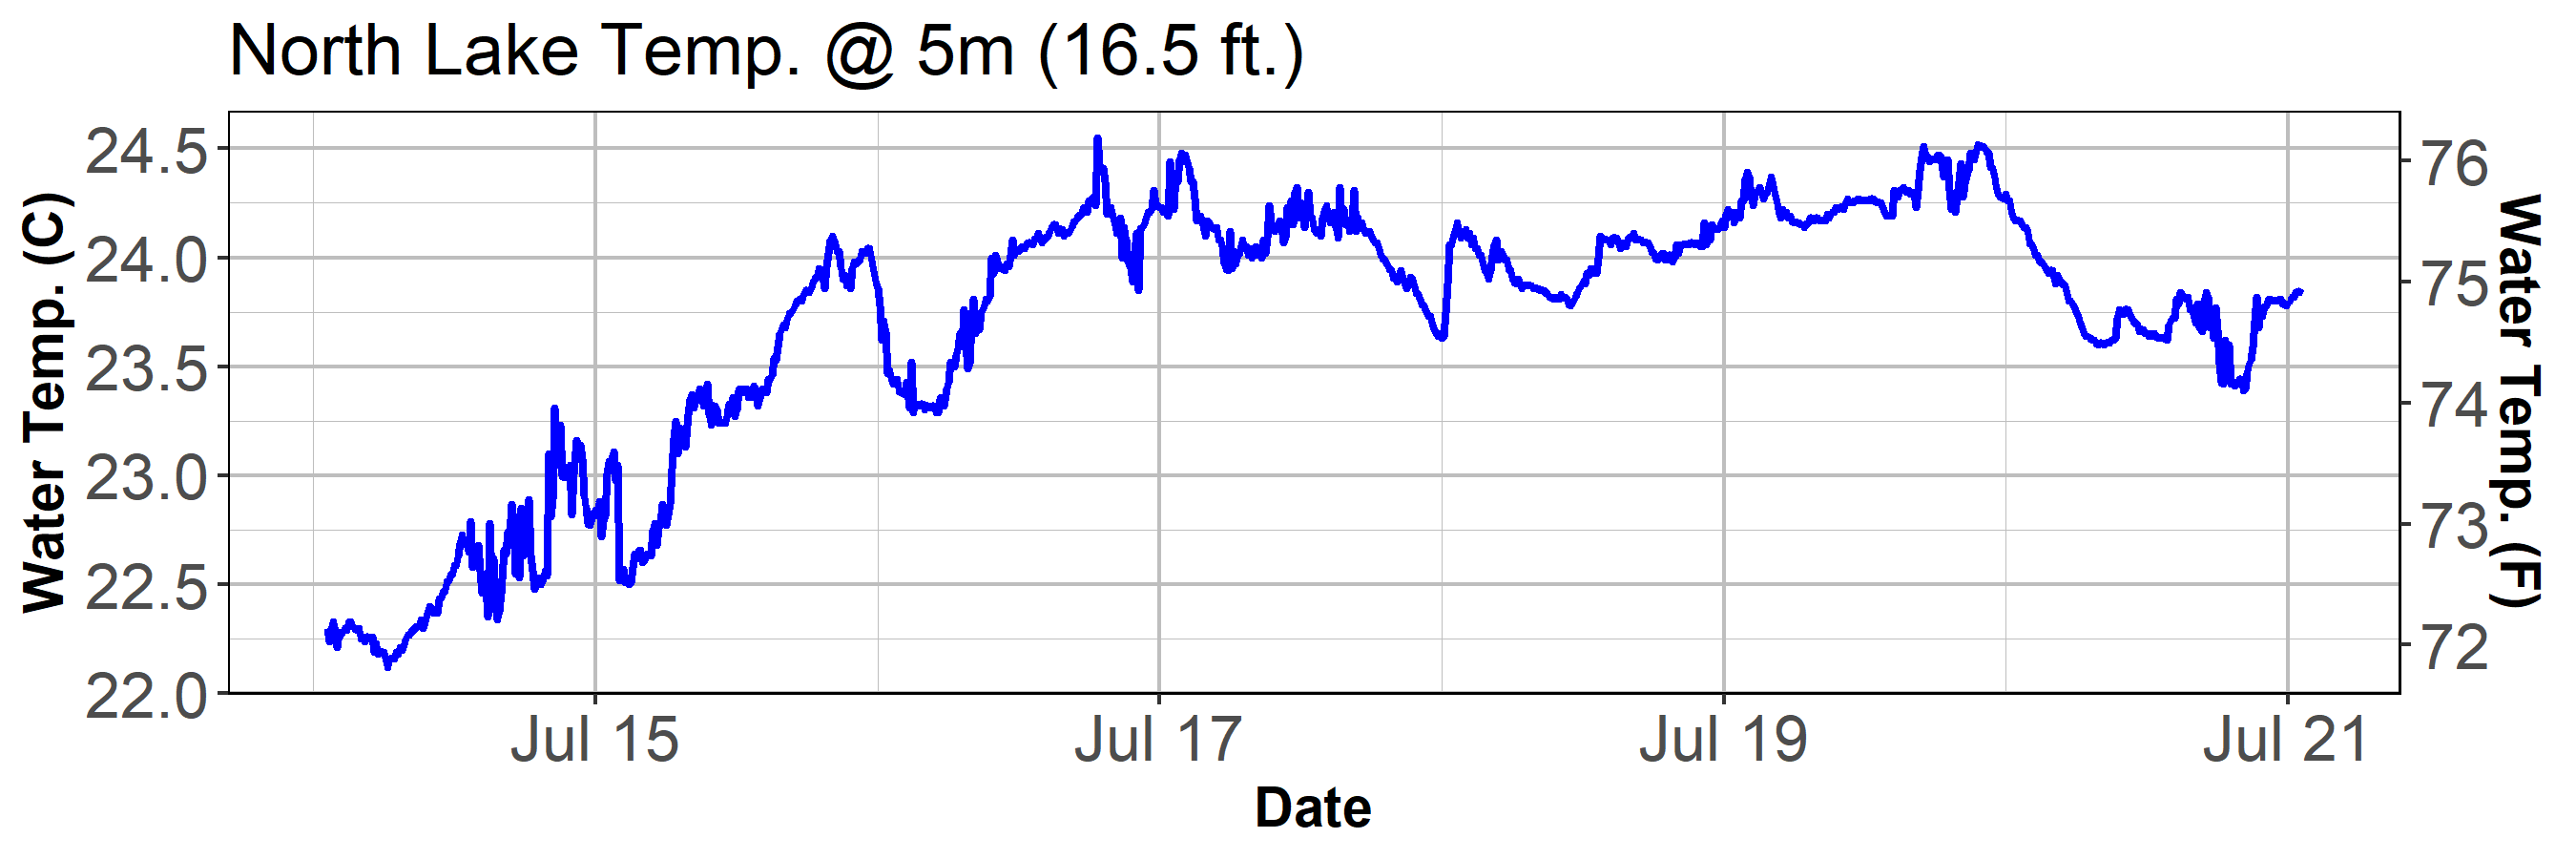 North Lake Temp. @ 5m (16.5 ft.)
Water Temp. (C)
24.5
24.0
23.5
23.0
22.5
22.0
76
75
74
73
72
Water Temp. (F)
Jul 15 Jul 17 Jul 19 Jul 21
Date